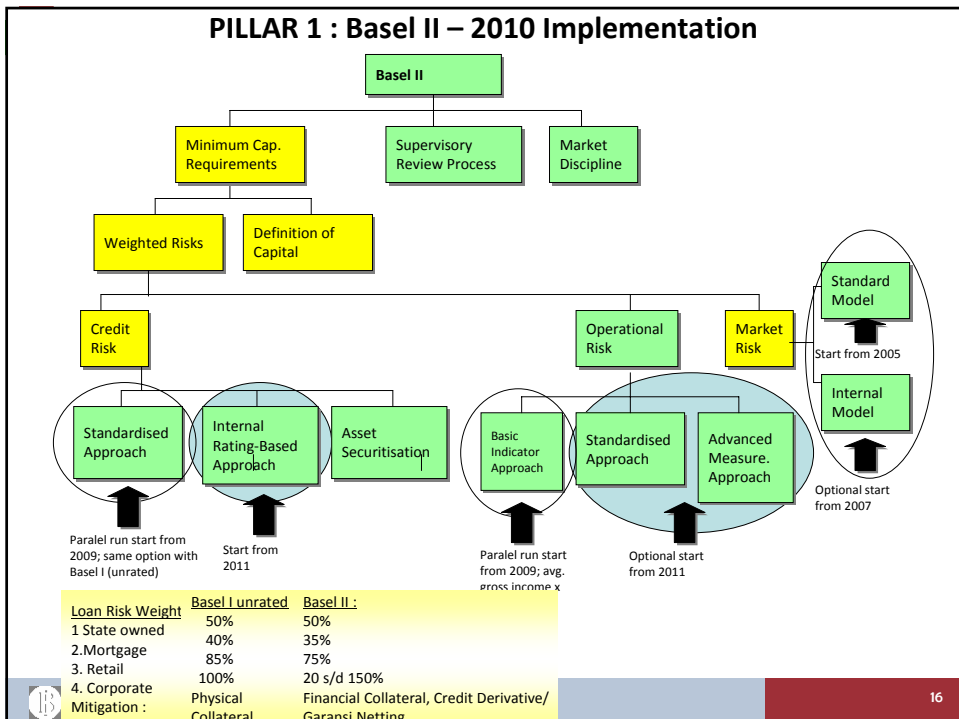 PILLAR 1 : Basel II – 2010 Implementation
Basel II
Minimum Cap.
Requirements
Supervisory
Review Process
Market
Discipline
Weighted Risks
Definition of
Capital
Standard
Model
Credit
Risk
Operational
Risk
Market
Risk
Start from 2005
Internal
Model
Standardised
Approach
Internal
Rating-Based
Approach
Asset
Securitisation
Basic
Indicator
Approach
Standardised
Approach
Advanced
Measure.
Approach
Optional start
from 2007
Paralel run start from
2009; same option with
Basel I (unrated)
Start from
2011
Paralel run start
from 2009; avg.
gross income x
Optional start
from 2011
Loan Risk Weight
1 State owned
2.Mortgage
3. Retail
4. Corporate
Mitigation :
Basel I unrated
50%
40%
85%
100%
Physical
Collateral
Basel II :
50%
35%
75%
20 s/d 150%
Financial Collateral, Credit Derivative/
Garansi Netting
16